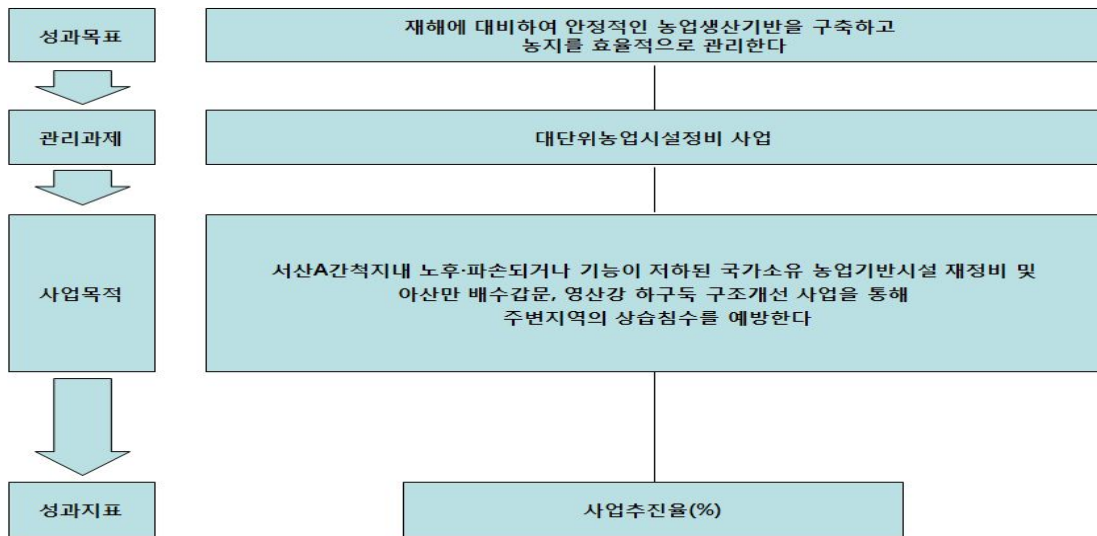 성과목표
재해에 대비하여 안정적인 농업생산기반을 구축하고
농지를 효율적으로 관리한다
관리과제
대단위농업시설정비 사업
사업목적
서산A간척지내 노후·파손되거나 기능이 저하된 국가소유 농업기반시설 재정비 및
아산만 배수갑문, 영산강 하구둑 구조개선 사업을 통해
주변지역의 상습침수를 예방한다
성과지표
사업추진율(%)